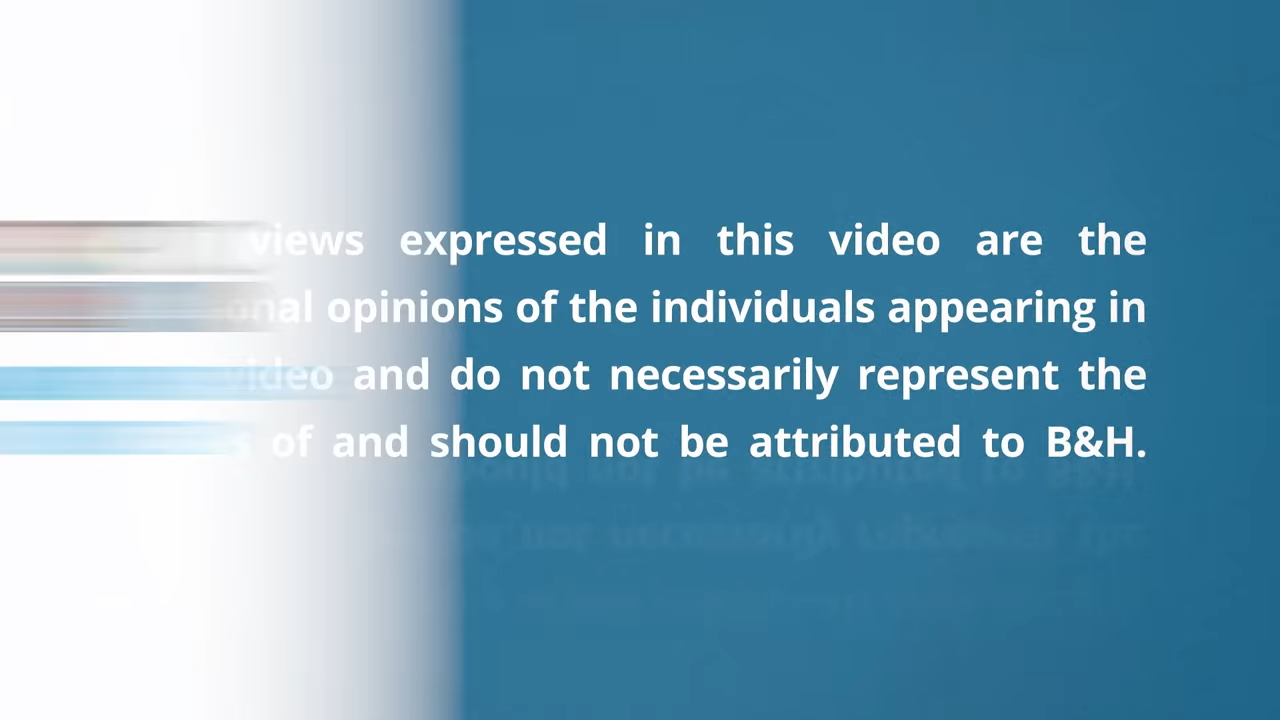 views expressed in this video are the
opinions of the individuals appearing in
video and do not necessarily represent the
of and should not be attributed to B&H.